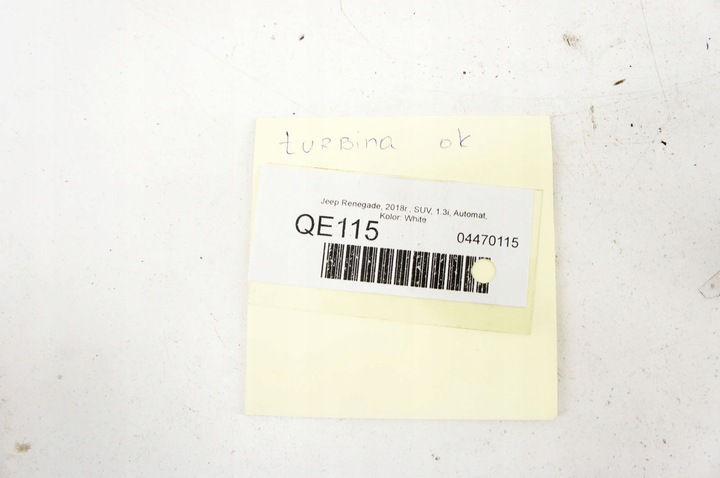 turbina ok
Jeep Renegade, 2018r., SUV, 1.3i, Automat,
Kolor: White
QE115
04470115